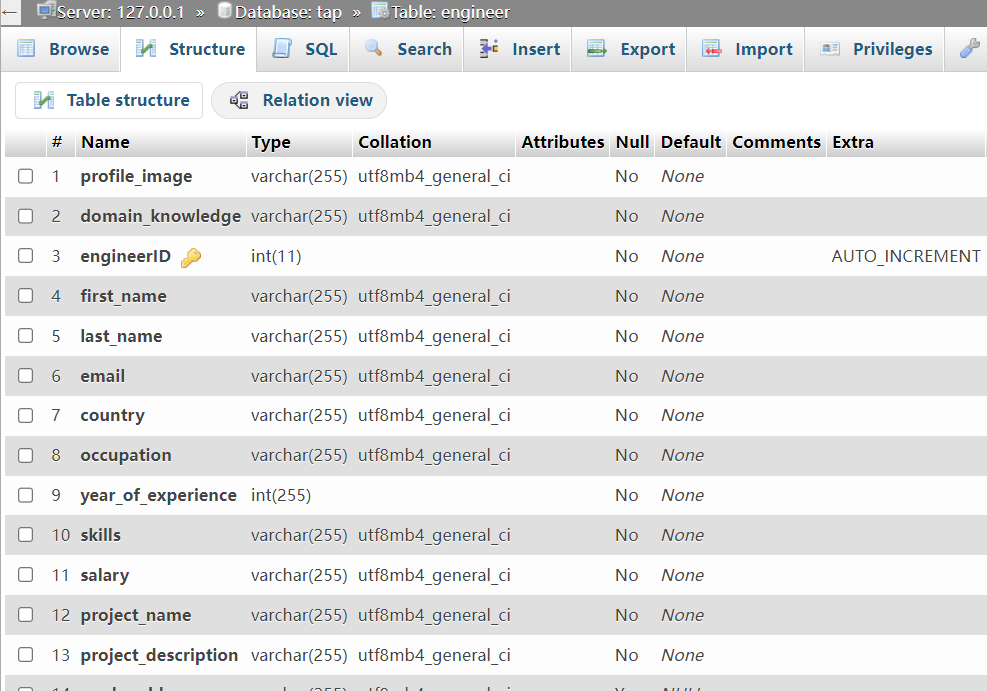 ← Server: 127.0.0.1 » Database: tap » Table: engineer
Browse Structure SQL Search Insert Export Import Privileges
Table structure Relation view
# Name Type Collation Attributes Null Default Comments Extra
1 profile_image varchar(255) utf8mb4_general_ci No None
2 domain_knowledge varchar(255) utf8mb4_general_ci No None
3 engineerID int(11) No None AUTO_INCREMENT
4 first_name varchar(255) utf8mb4_general_ci No None
5 last_name varchar(255) utf8mb4_general_ci No None
6 email varchar(255) utf8mb4_general_ci No None
7 country varchar(255) utf8mb4_general_ci No None
8 occupation varchar(255) utf8mb4_general_ci No None
9 year_of_experience int(255) No None
10 skills varchar(255) utf8mb4_general_ci No None
11 salary varchar(255) utf8mb4_general_ci No None
12 project_name varchar(255) utf8mb4_general_ci No None
13 project_description varchar(255) utf8mb4_general_ci No None
14 varchar(255) utf8mb4_general_ci Yes NULL